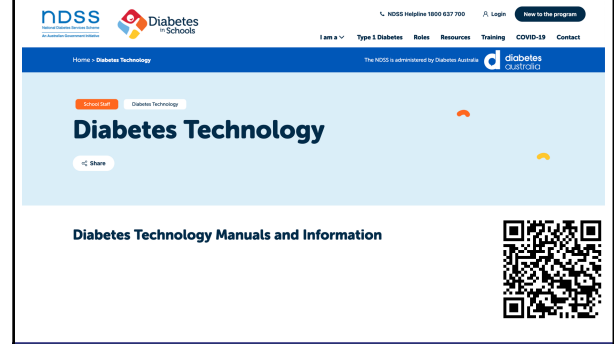 ndss
National Diabetes Services Scheme
An Australian Government Initiative
Diabetes
in Schools
NDSS Helpline 1800 637 700
Login
New to the program
I am a
Type 1 Diabetes
Roles
Resources
Training
COVID-19
Contact
Home > Diabetes Technology
The NDSS is administered by Diabetes Australia
diabetes
australia
School Staff
Diabetes Technology
Diabetes Technology
Share
Diabetes Technology Manuals and Information